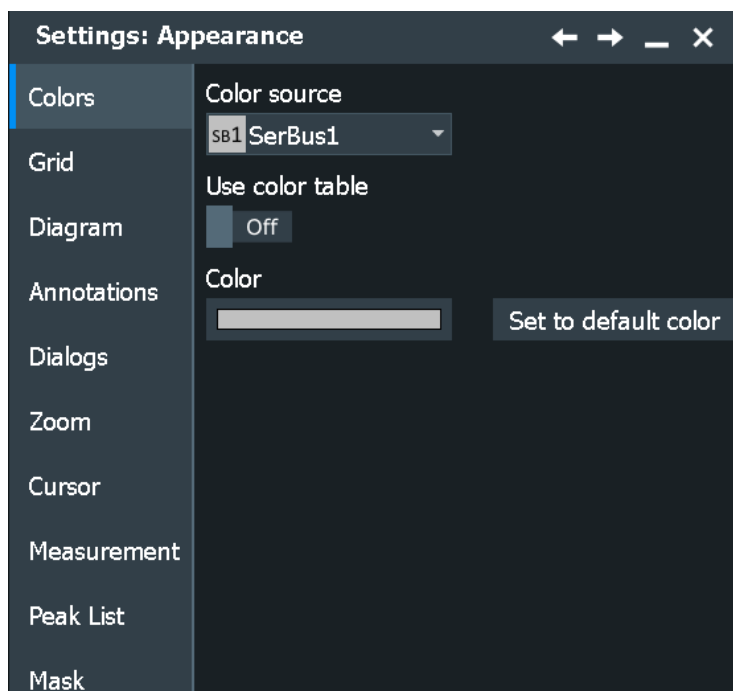 Settings: Appearance
Colors
Grid
Diagram
Annotations
Dialogs
Zoom
Cursor
Measurement
Peak List
Mask
Color source
SB1 SerBus1
Use color table
Off
Color
Set to default color